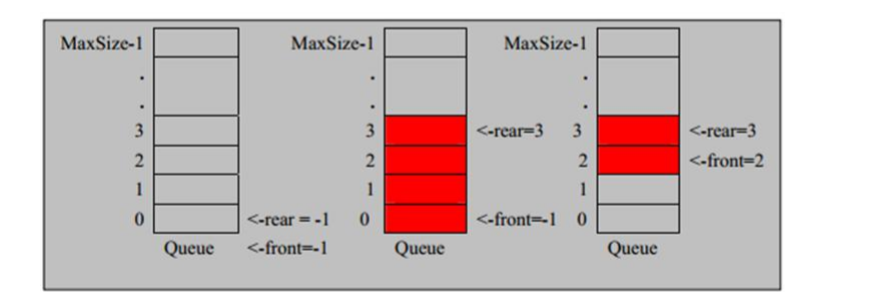 MaxSize-1 MaxSize-1 MaxSize-1
. . .
. . .
3 3 <-rear=3 3 <-rear=3
2 2 2 <-front=2
1 1 1
0 <-rear = -1 0 <-front=-1 0
Queue <-front=-1 Queue Queue